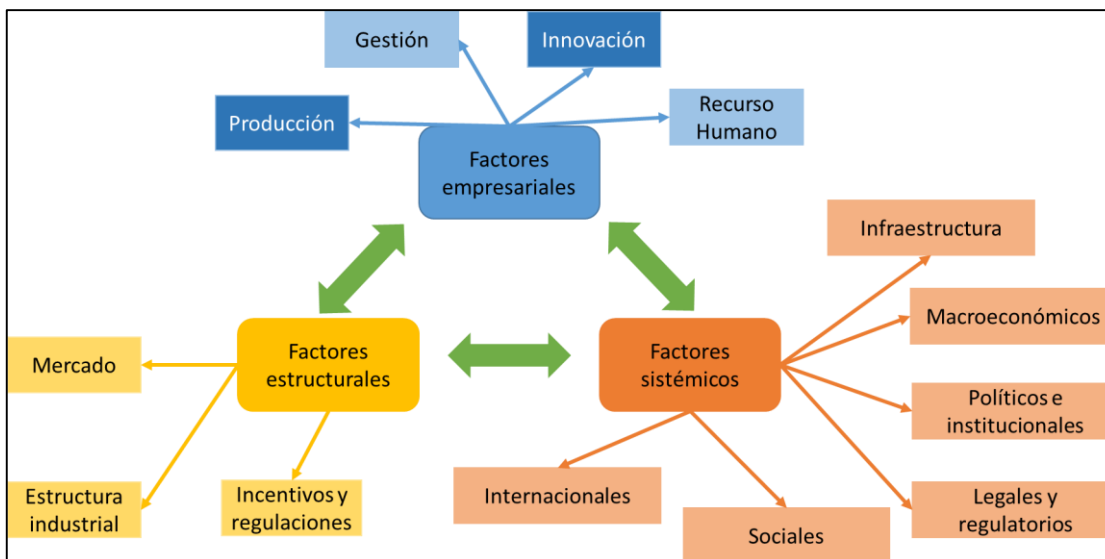 Gestión
Innovación
Producción
Recurso
Humano
Factores
empresariales
Infraestructura
Macroeconómicos
Mercado
Factores
estructurales
Factores
sistémicos
Políticos e
institucionales
Estructura
industrial
Incentivos y
regulaciones
Internacionales
Sociales
Legales y
regulatorios